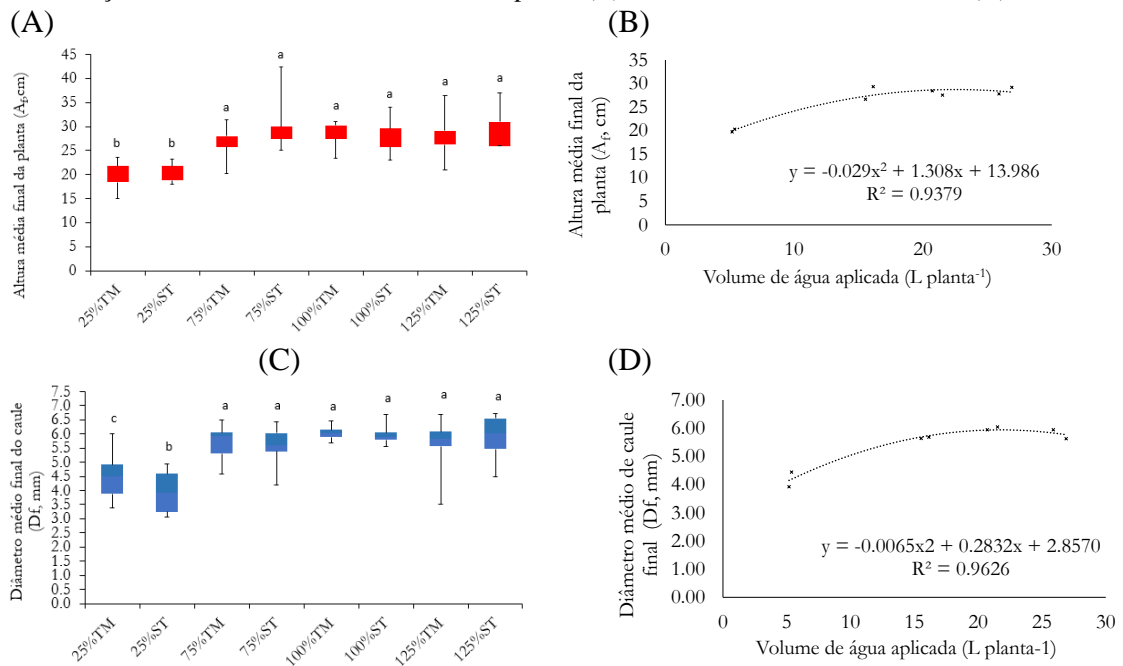 (A)
Altura média final da planta (Af,cm)
45
40
35
30
25
20
15
10
5
0
b
b
a
a
a
a
a
a
25%TM
25%ST
75%TM
75%ST
100%TM
100%ST
125%TM
125%ST
(B)
Altura média final da
planta (Af, cm)
35
30
25
20
15
10
5
0
y = -0.029x² + 1.308x + 13.986
R² = 0.9379
0
10
20
30
Volume de água aplicada (L planta⁻¹)
(C)
Diâmetro médio final do caule
(Df, mm)
7.5
7.0
6.5
6.0
5.5
5.0
4.5
4.0
3.5
3.0
2.5
2.0
1.5
1.0
0.5
0.0
c
b
a
a
a
a
a
a
25%TM
25%ST
75%TM
75%ST
100%TM
100%ST
125%TM
125%ST
(D)
Diâmetro médio de caule
final (Df, mm)
7.00
6.00
5.00
4.00
3.00
2.00
1.00
0.00
y = -0.0065x2 + 0.2832x + 2.8570
R² = 0.9626
0
5
10
15
20
25
30
Volume de água aplicada (L planta-1)